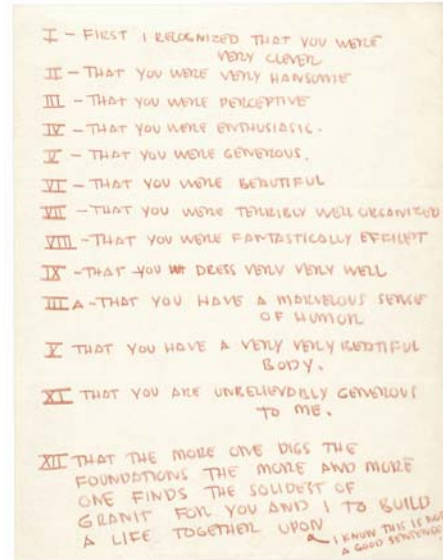 I - FIRST I RECOGNIZED THAT YOU WERE
VERY CLEVER
II - THAT YOU WERE VERY HANSOME
III - THAT YOU WERE PERCEPTIVE
IV - THAT YOU WERE ENTHUSIASIC.
V - THAT YOU WERE GENEROUS.
VI - THAT YOU WERE BEAUTIFUL
VII - THAT YOU WERE TERRIBLY WELL ORGANIZED
VIII - THAT YOU WERE FANTASTICALLY EFFICIET
IX - THAT YOU DRESS VERY VERY WELL
III A - THAT YOU HAVE A MARVELOUS SENSE
OF HUMOR
X THAT YOU HAVE A VERY VERY BEATIFUL
BODY.
XI THAT YOU ARE UNBELIEVABLY GENEROUS
TO ME.
XII THAT THE MORE ONE DIGS THE
FOUNDATIONS THE MORE AND MORE
ONE FINDS THE SOLIDEST OF
GRANIT FOR YOU AND I TO BUILD
A LIFE TOGETHER UPON
I KNOW THIS IS NOT
A GOOD SENTENCE